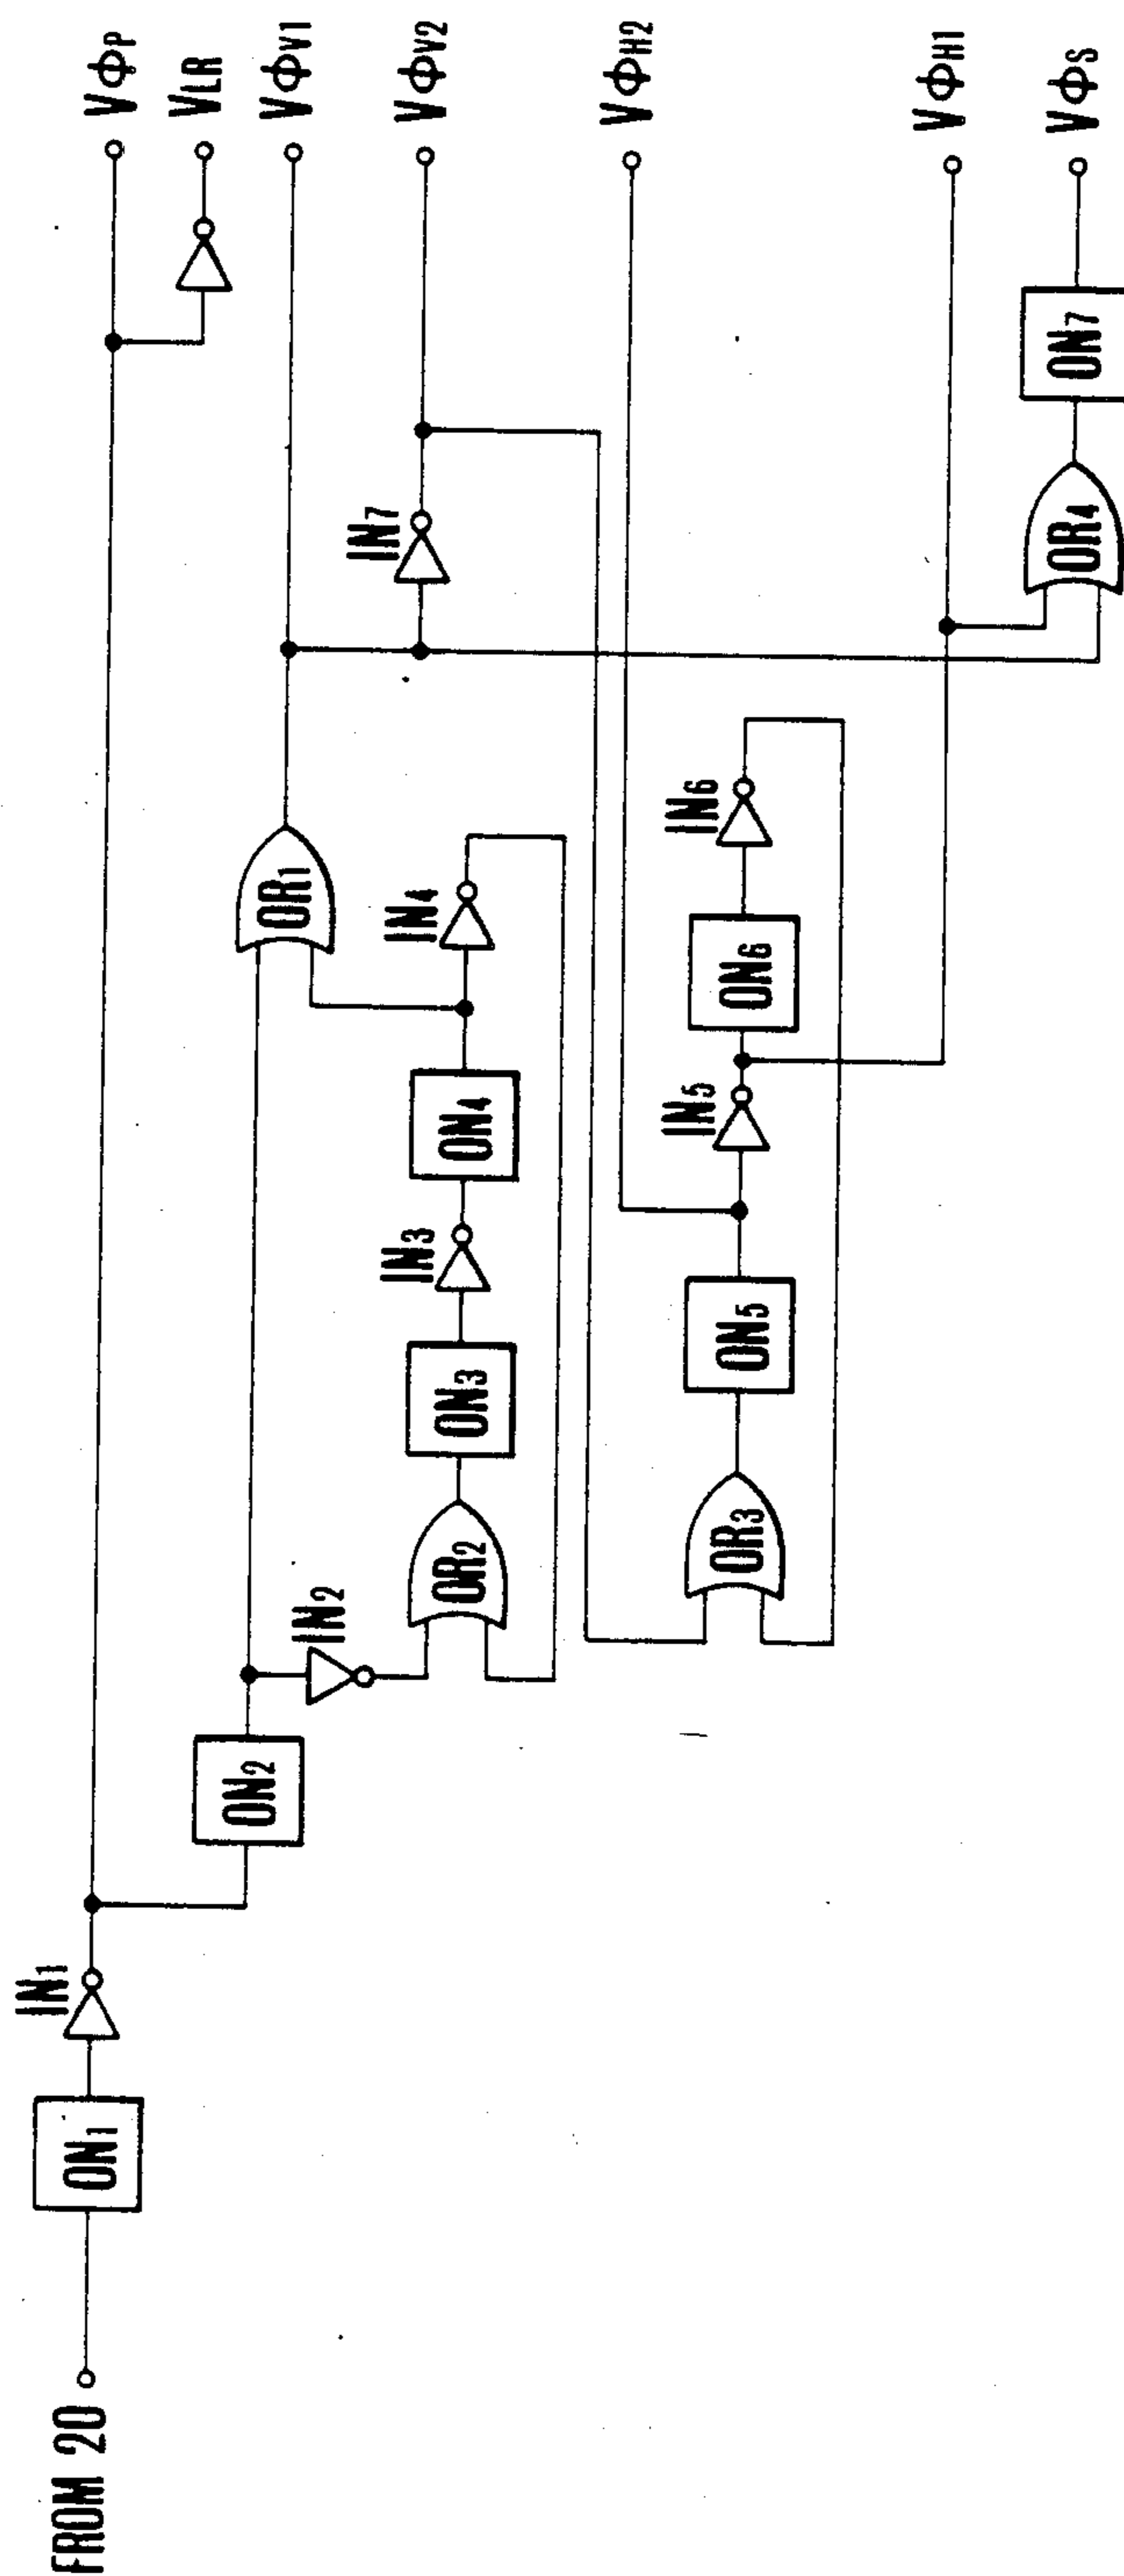 FROM 20
ON1
IN1
ON2
IN2
OR2
ON3
IN3
ON4
IN4
OR1
OR3
ON5
IN5
ON6
IN6
IN7
OR4
ON7
VΦP
VLR
VΦV1
VΦV2
VΦH2
VΦH1
VΦS